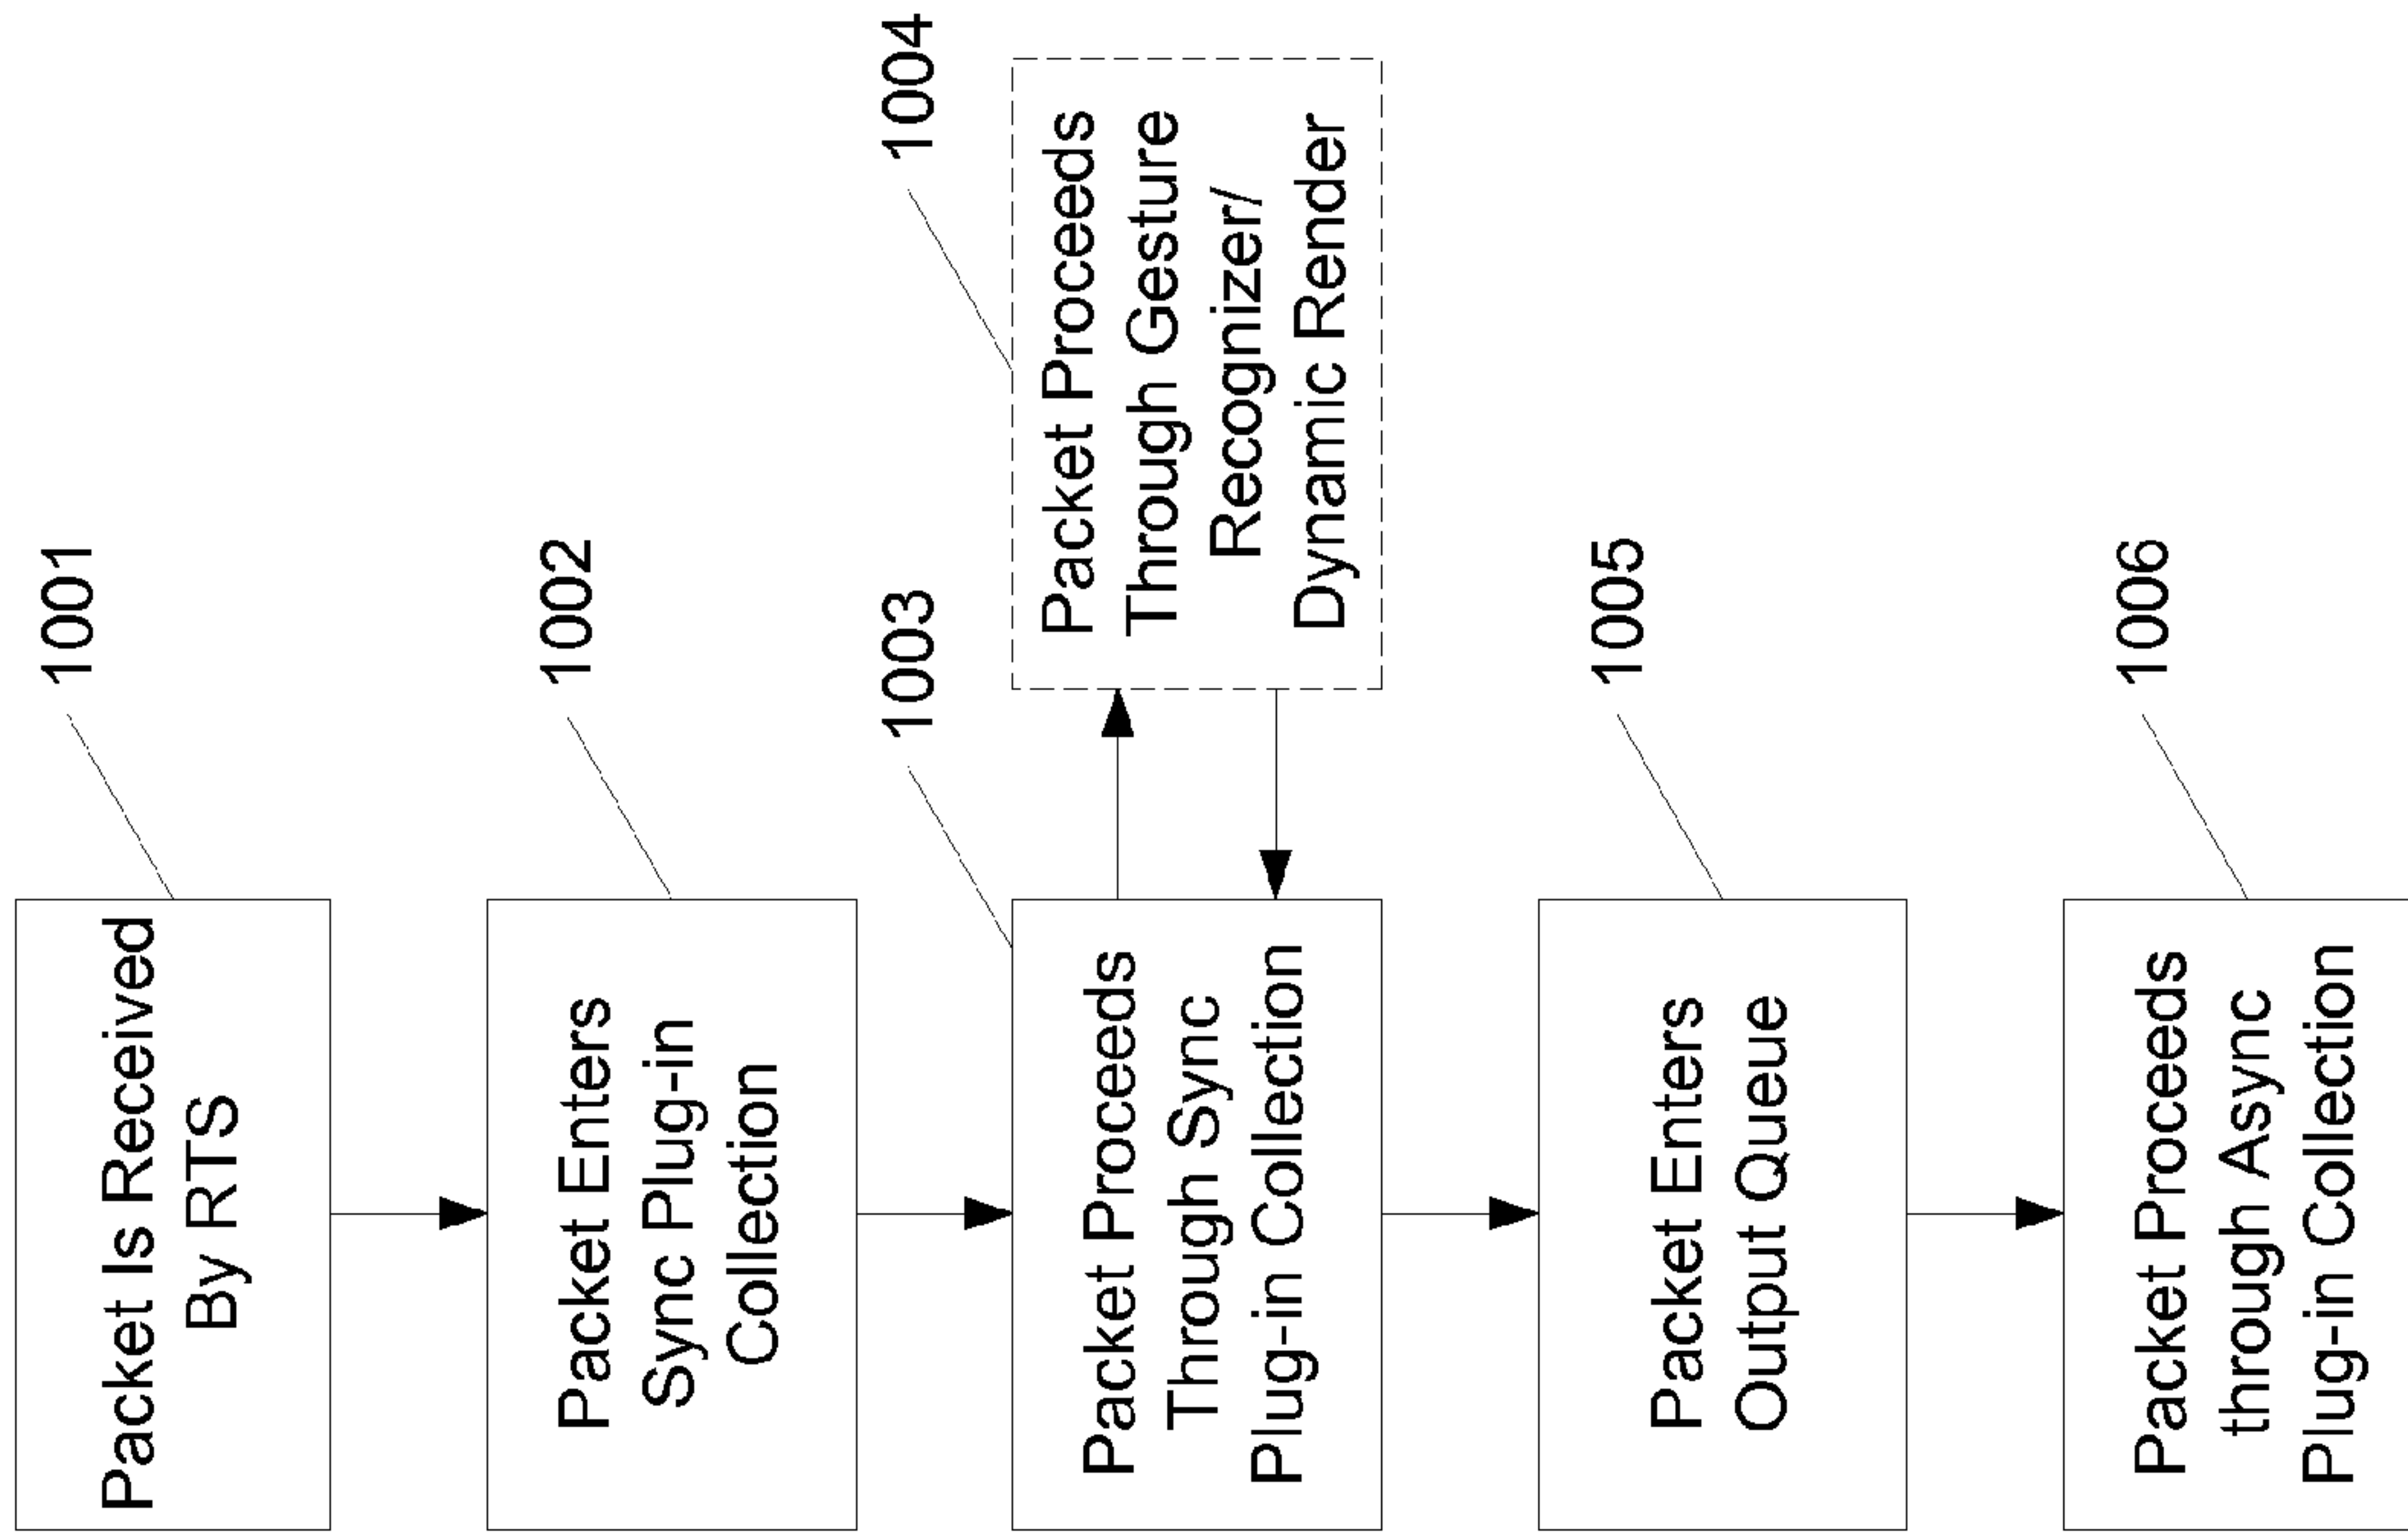 1001
Packet Is Received
By RTS
1002
Packet Enters
Sync Plug-in
Collection
1003
Packet Proceeds
Through Sync
Plug-in Collection
1004
Packet Proceeds
Through Gesture
Recognizer/
Dynamic Render
1005
Packet Enters
Output Queue
1006
Packet Proceeds
through Async
Plug-in Collection